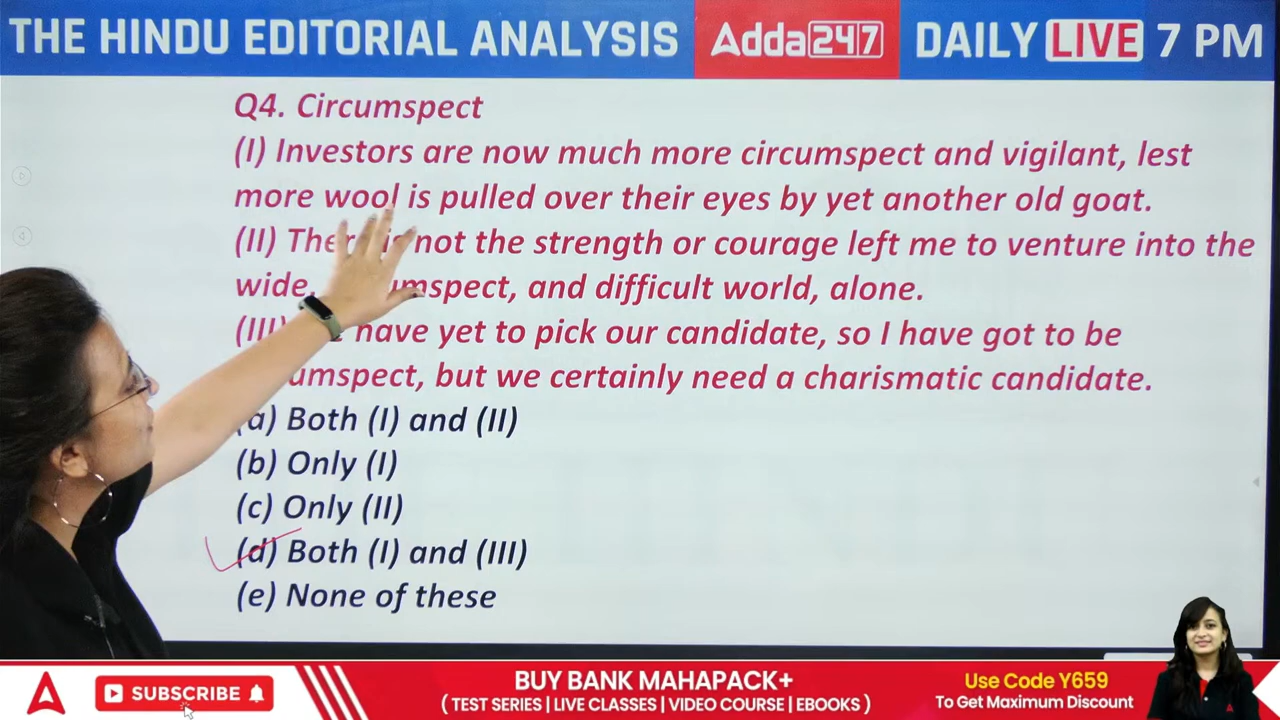 THE HINDU EDITORIAL ANALYSIS Adda247 DAILY LIVE 7 PM
Q4. Circumspect
(I) Investors are now much more circumspect and vigilant, lest
more wool is pulled over their eyes by yet another old goat.
(II) There is not the strength or courage left me to venture into the
wide, and difficult world, alone.
(III) have yet to pick our candidate, so I have got to be
but we certainly need a charismatic candidate.
(a) Both (I) and (II)
(b) Only (I)
(c) Only (II)
(d) Both (I) and (III)
(e) None of these
SUBSCRIBE
BUY BANK MAHAPACK+
( TEST SERIES | LIVE CLASSES | VIDEO COURSE | EBOOKS )
Use Code Y659
To Get Maximum Discount